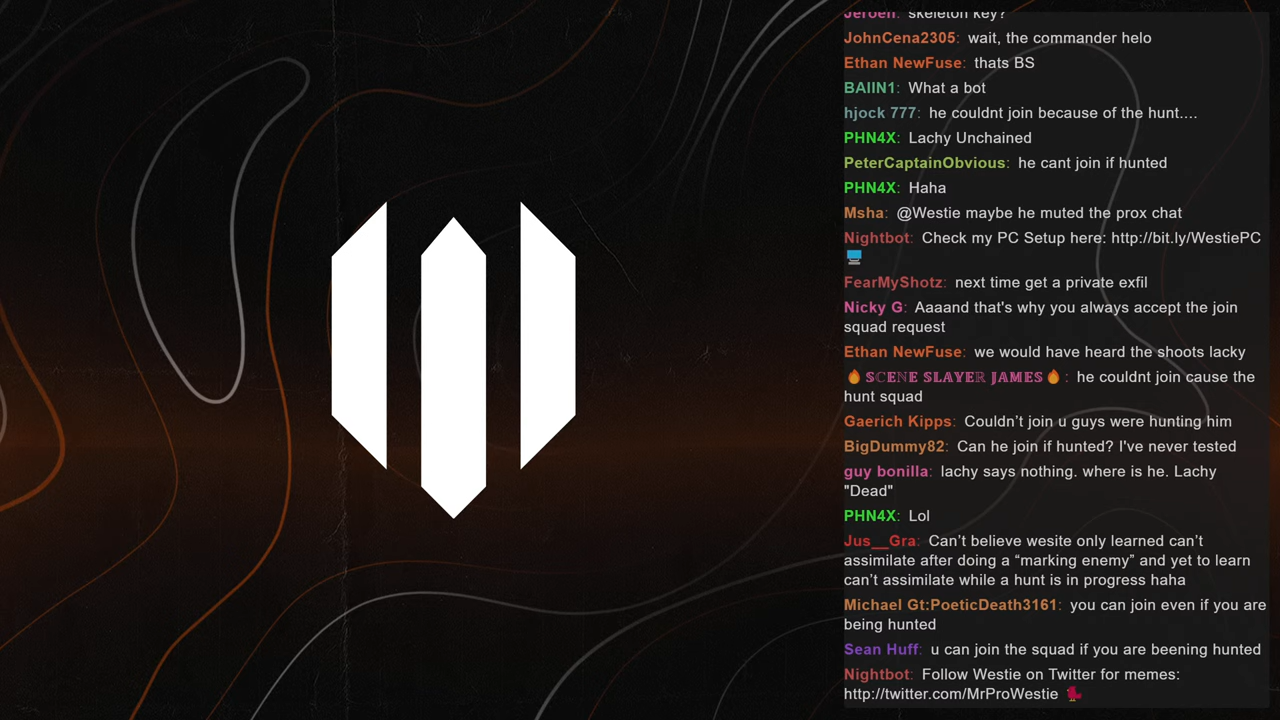 Jeroen: skeleton key?
JohnCena2305: wait, the commander helo
Ethan NewFuse: thats BS
BAIIN1: What a bot
hjock 777: he couldnt join because of the hunt....
PHN4X: Lachy Unchained
PeterCaptainObvious: he cant join if hunted
PHN4X: Haha
Msha: @Westie maybe he muted the prox chat
Nightbot: Check my PC Setup here: http://bit.ly/WestiePC
🖥️
FearMyShotz: next time get a private exfil
Nicky G: Aaaand that's why you always accept the join
squad request
Ethan NewFuse: we would have heard the shoots lacky
🔥 𝕊ℂ𝔼ℕ𝔼 𝕊𝕃𝔸𝕐𝔼ℝ 𝕁𝔸𝕄𝔼𝕊 🔥: he couldnt join cause the
hunt squad
Gaerich Kipps: Couldn’t join u guys were hunting him
BigDummy82: Can he join if hunted? I've never tested
guy bonilla: lachy says nothing. where is he. Lachy
"Dead"
PHN4X: Lol
Jus__Gra: Can’t believe wesite only learned can’t
assimilate after doing a “marking enemy” and yet to learn
can’t assimilate while a hunt is in progress haha
Michael Gt:PoeticDeath3161: you can join even if you are
being hunted
Sean Huff: u can join the squad if you are beening hunted
Nightbot: Follow Westie on Twitter for memes:
http://twitter.com/MrProWestie 🐦